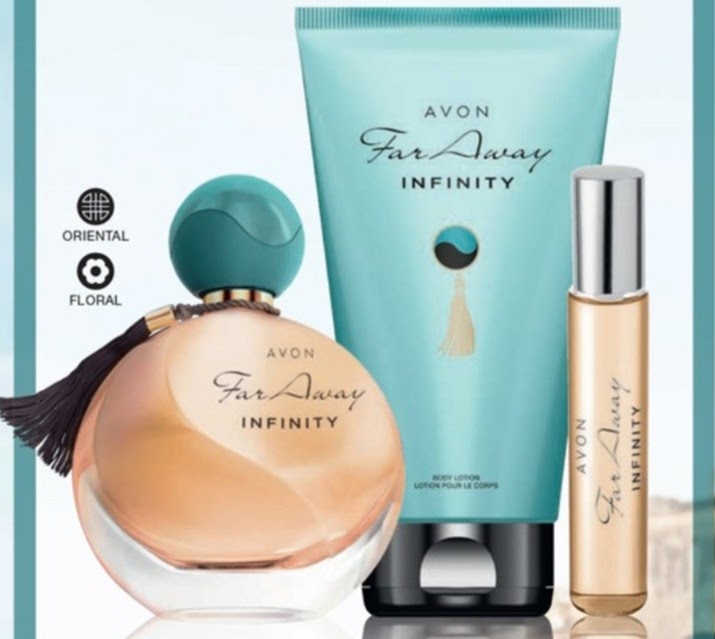 ORIENTAL
FLORAL
AVON
Far Away
INFINITY
AVON
Far Away
INFINITY
BODY LOTION
LOTION POUR LE CORPS
AVON
Far Away
INFINITY